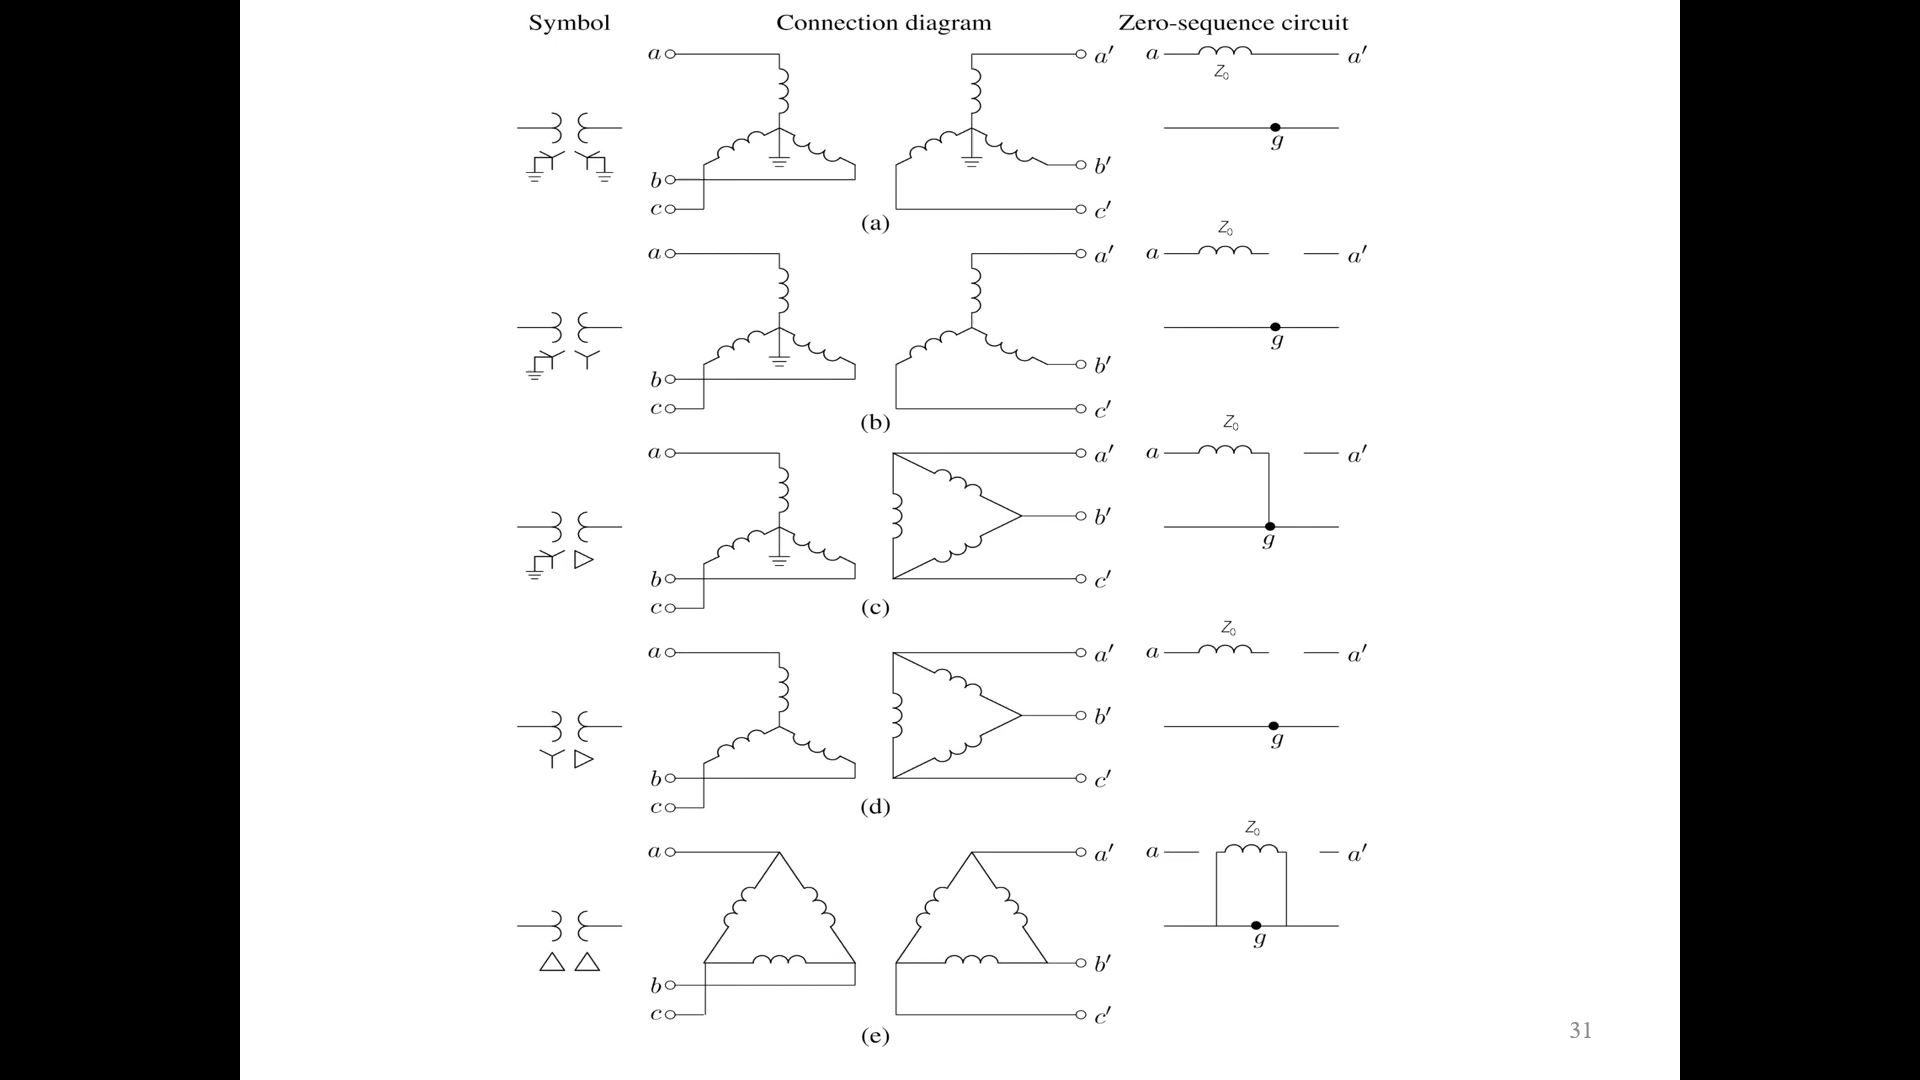 Symbol Connection diagram Zero-sequence circuit
a a′ a a′
Z₀
g
b b′
c c′
(a)
Z₀
a a′ a a′
g
b b′
c c′
(b)
Z₀
a a′ a a′
b′
g
b c′
c
(c)
Z₀
a a′ a a′
b′
g
b c′
c
(d)
Z₀
a a′ a a′
g
b′
b
c c′
(e)
31